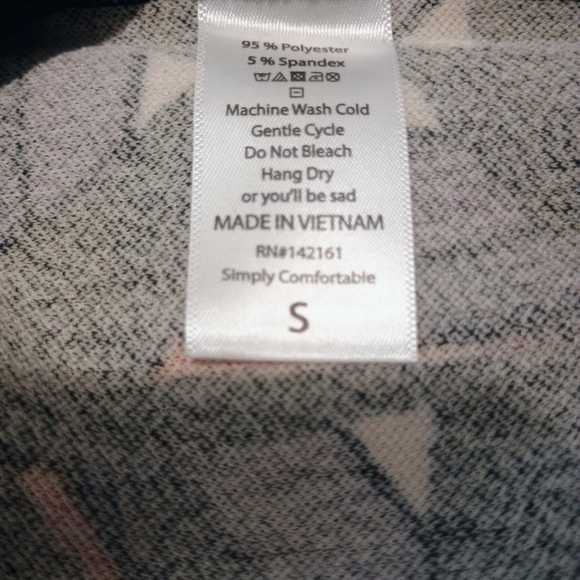 95 % Polyester
5 % Spandex
Machine Wash Cold
Gentle Cycle
Do Not Bleach
Hang Dry
or you'll be sad
MADE IN VIETNAM
RN#142161
Simply Comfortable
S